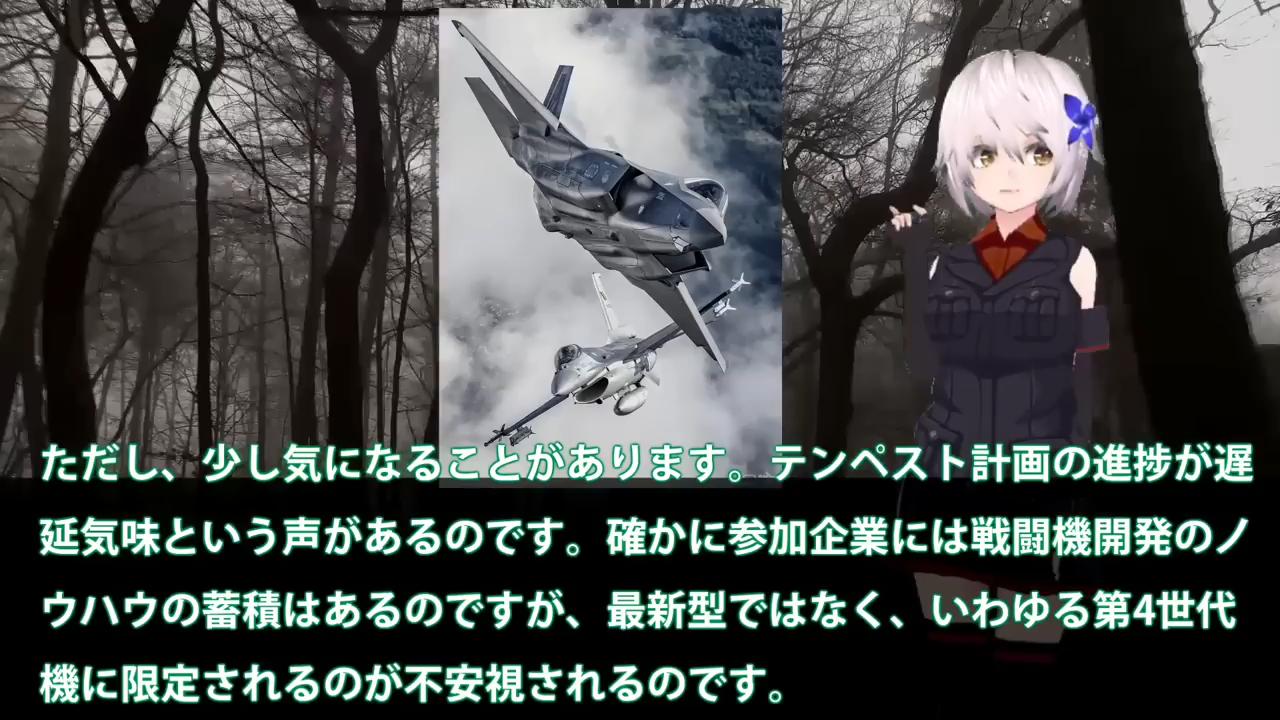 ただし、少し気になることがあります。テンペスト計画の進捗が遅
延気味という声があるのです。確かに参加企業には戦闘機開発のノ
ウハウの蓄積はあるのですが、最新型ではなく、いわゆる第4世代
機に限定されるのが不安視されるのです。